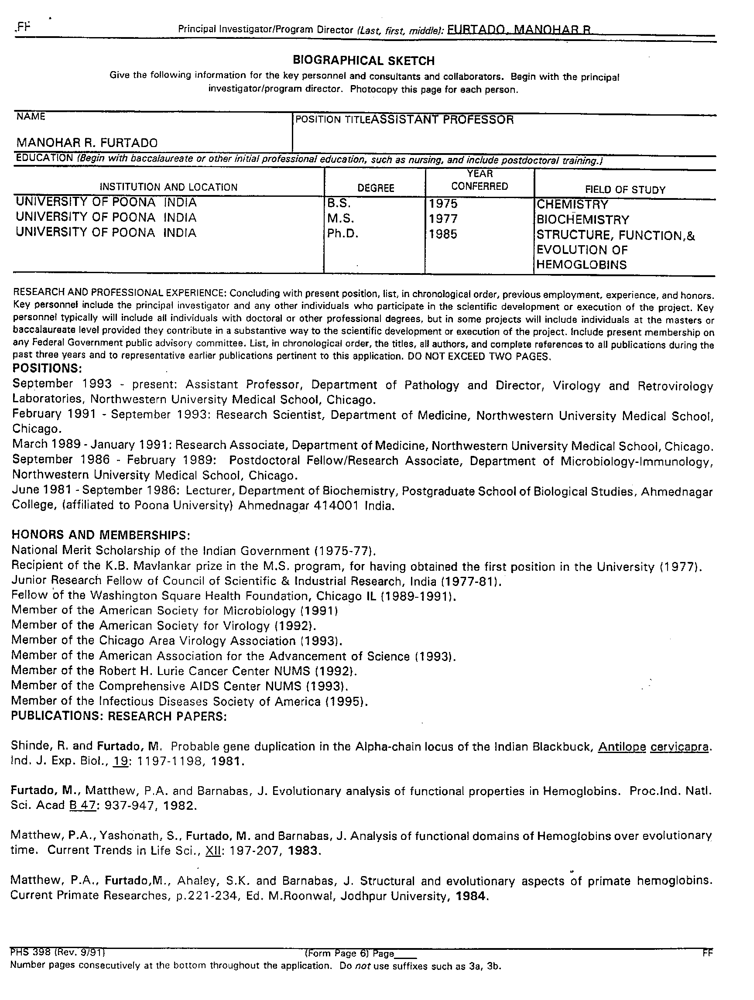 FF
Principal Investigator/Program Director (Last, first, middle): FURTADO, MANOHAR R
BIOGRAPHICAL SKETCH
Give the following information for the key personnel and consultants and collaborators. Begin with the principal
investigator/program director. Photocopy this page for each person.
NAME
POSITION TITLEASSISTANT PROFESSOR
MANOHAR R. FURTADO
EDUCATION (Begin with baccalaureate or other initial professional education, such as nursing, and include postdoctoral training.)
INSTITUTION AND LOCATION DEGREE YEAR CONFERRED FIELD OF STUDY
UNIVERSITY OF POONA INDIA B.S. 1975 CHEMISTRY
UNIVERSITY OF POONA INDIA M.S. 1977 BIOCHEMISTRY
UNIVERSITY OF POONA INDIA Ph.D. 1985 STRUCTURE, FUNCTION,&
EVOLUTION OF
HEMOGLOBINS
RESEARCH AND PROFESSIONAL EXPERIENCE: Concluding with present position, list, in chronological order, previous employment, experience, and honors.
Key personnel include the principal investigator and any other individuals who participate in the scientific development or execution of the project. Key
personnel typically will include all individuals with doctoral or other professional degrees, but in some projects will include individuals at the masters or
baccalaureate level provided they contribute in a substantive way to the scientific development or execution of the project. Include present membership on
any Federal Government public advisory committee. List, in chronological order, the titles, all authors, and complete references to all publications during the
past three years and to representative earlier publications pertinent to this application. DO NOT EXCEED TWO PAGES.
POSITIONS:
September 1993 - present: Assistant Professor, Department of Pathology and Director, Virology and Retrovirology
Laboratories, Northwestern University Medical School, Chicago.
February 1991 - September 1993: Research Scientist, Department of Medicine, Northwestern University Medical School,
Chicago.
March 1989 - January 1991: Research Associate, Department of Medicine, Northwestern University Medical School, Chicago.
September 1986 - February 1989: Postdoctoral Fellow/Research Associate, Department of Microbiology-Immunology,
Northwestern University Medical School, Chicago.
June 1981 - September 1986: Lecturer, Department of Biochemistry, Postgraduate School of Biological Studies, Ahmednagar
College, (affiliated to Poona University) Ahmednagar 414001 India.
HONORS AND MEMBERSHIPS:
National Merit Scholarship of the Indian Government (1975-77).
Recipient of the K.B. Mavlankar prize in the M.S. program, for having obtained the first position in the University (1977).
Junior Research Fellow of Council of Scientific & Industrial Research, India (1977-81).
Fellow of the Washington Square Health Foundation, Chicago IL (1989-1991).
Member of the American Society for Microbiology (1991)
Member of the American Society for Virology (1992).
Member of the Chicago Area Virology Association (1993).
Member of the American Association for the Advancement of Science (1993).
Member of the Robert H. Lurie Cancer Center NUMS (1992).
Member of the Comprehensive AIDS Center NUMS (1993).
Member of the Infectious Diseases Society of America (1995).
PUBLICATIONS: RESEARCH PAPERS:
Shinde, R. and Furtado, M. Probable gene duplication in the Alpha-chain locus of the Indian Blackbuck, Antilope cervicapra.
Ind. J. Exp. Biol., 19: 1197-1198, 1981.
Furtado, M., Matthew, P.A. and Barnabas, J. Evolutionary analysis of functional properties in Hemoglobins. Proc.Ind. Natl.
Sci. Acad B 47: 937-947, 1982.
Matthew, P.A., Yashonath, S., Furtado, M. and Barnabas, J. Analysis of functional domains of Hemoglobins over evolutionary
time. Current Trends in Life Sci., XII: 197-207, 1983.
Matthew, P.A., Furtado,M., Ahaley, S.K. and Barnabas, J. Structural and evolutionary aspects of primate hemoglobins.
Current Primate Researches, p.221-234, Ed. M.Roonwal, Jodhpur University, 1984.
PHS 398 (Rev. 9/91) (Form Page 6) Page____ FF
Number pages consecutively at the bottom throughout the application. Do not use suffixes such as 3a, 3b.